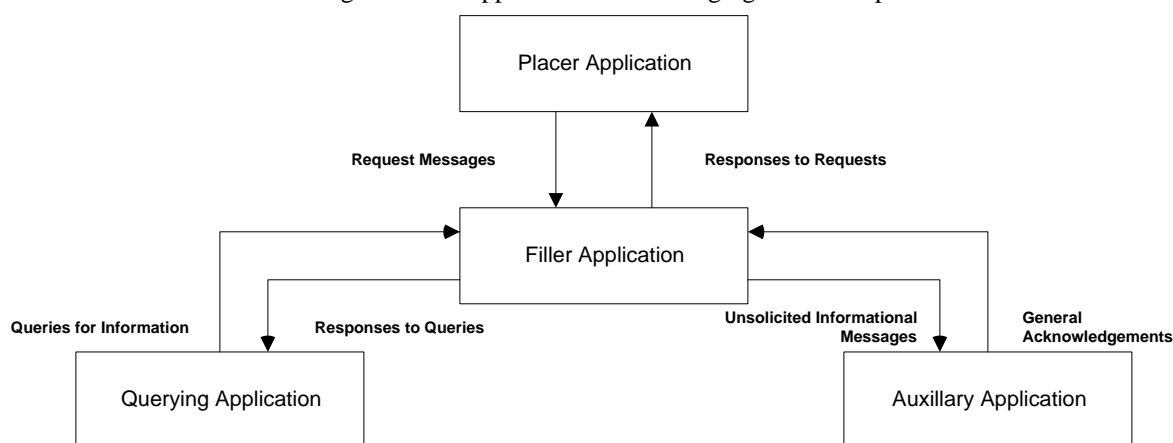 Placer Application
Request Messages
Responses to Requests
Filler Application
Queries for Information
Responses to Queries
Unsolicited Informational
Messages
General
Acknowledgements
Querying Application
Auxillary Application